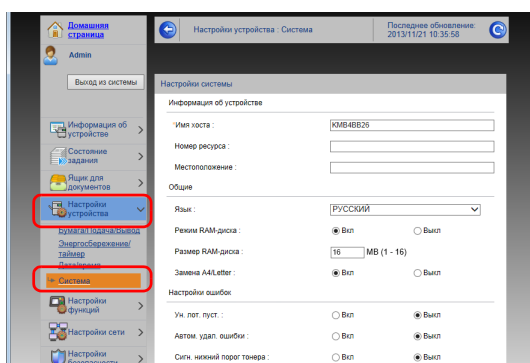 Домашняя
страница
Настройки устройства : Система
Последнее обновление:
2013/11/21 10:35:58
Admin
Выход из системы
Настройки системы
Информация об устройстве
*Имя хоста :
KMB4BB26
Номер ресурса :
Местоположение :
Общие
Язык :
РУССКИЙ
Режим RAM-диска :
Вкл
Выкл
Размер RAM-диска :
16
MB (1 - 16)
Замена A4/Letter :
Вкл
Выкл
Настройки ошибок
Ун. лот. пуст. :
Вкл
Выкл
Автом. удал. ошибки :
Вкл
Выкл
Сигн. нижний порог тонера :
Вкл
Выкл
Информация об
устройстве
Состояние
задания
Ящик для
документов
Настройки
устройства
Бумага/Подача/Вывод
Энергосбережение/
таймер
Дата/время
Система
Настройки
функций
Настройки сети
Настройки
безопасности